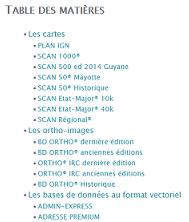 TABLE DES MATIÈRES
Les cartes
PLAN IGN
SCAN 1000®
SCAN 500 ed 2014 Guyane
SCAN 50® Mayotte
SCAN 50® Historique
SCAN Etat-Major® 10k
SCAN Etat-Major® 40k
SCAN Régional®
Les ortho-images
BD ORTHO® dernière édition
BD ORTHO® anciennes éditions
ORTHO® IRC dernière édition
ORTHO® IRC anciennes éditions
BD ORTHO® Historique
Les bases de données au format vectoriel
ADMIN-EXPRESS
ADRESSE PREMIUM